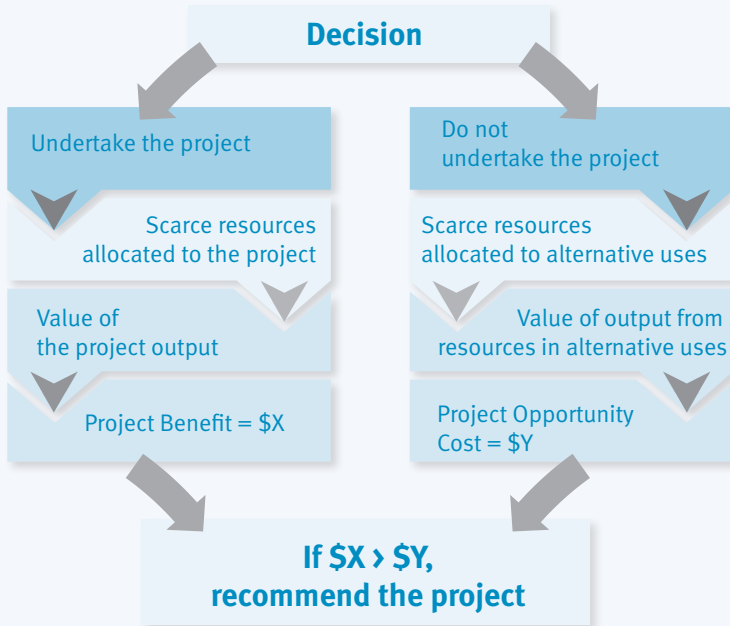 Decision
Undertake the project
Scarce resources
allocated to the project
Value of
the project output
Project Benefit = $X
Do not
undertake the project
Scarce resources
allocated to alternative uses
Value of output from
resources in alternative uses
Project Opportunity
Cost = $Y
If $X > $Y,
recommend the project